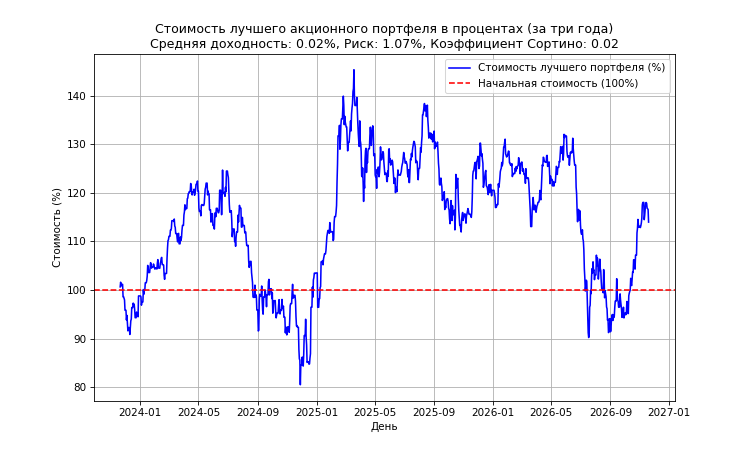 Стоимость лучшего акционного портфеля в процентах (за три года)
Средняя доходность: 0.02%, Риск: 1.07%, Коэффициент Сортино: 0.02
Стоимость лучшего портфеля (%)
Начальная стоимость (100%)
Стоимость (%)
140
130
120
110
100
90
80
2024-01
2024-05
2024-09
2025-01
2025-05
2025-09
2026-01
2026-05
2026-09
2027-01
День